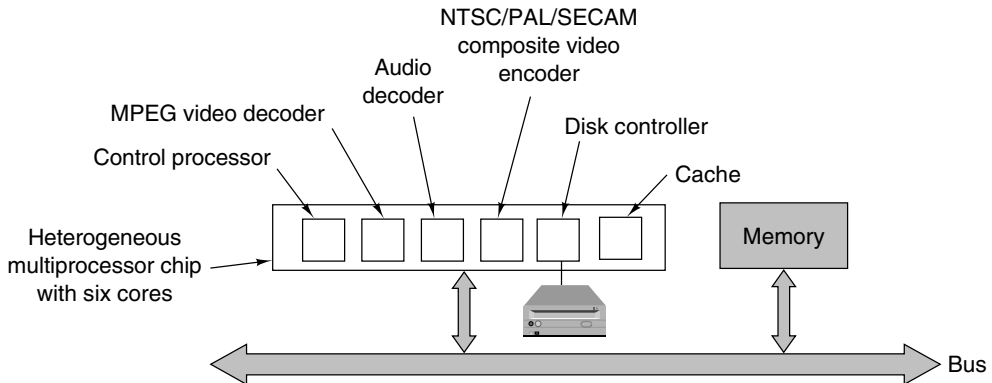 NTSC/PAL/SECAM
composite video
encoder
Audio
decoder
MPEG video decoder
Disk controller
Control processor
Cache
Heterogeneous
multiprocessor chip
with six cores
Memory
Bus